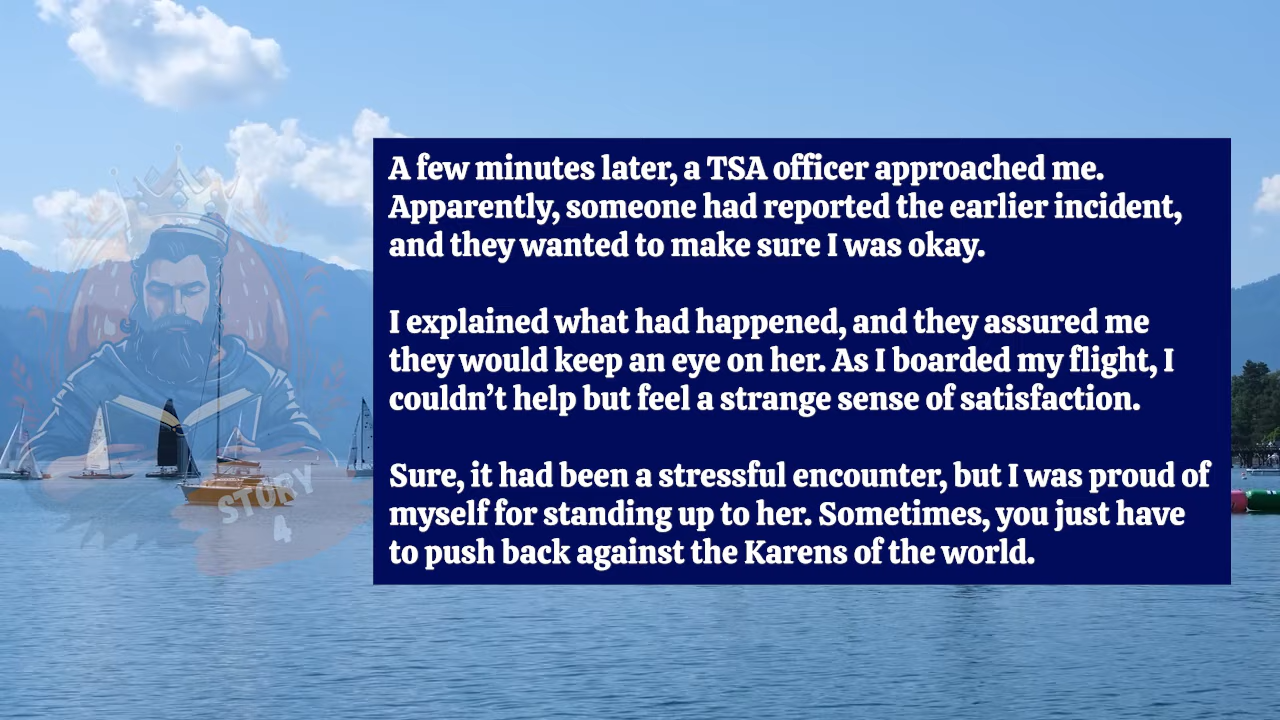 A few minutes later, a TSA officer approached me.
Apparently, someone had reported the earlier incident,
and they wanted to make sure I was okay.
I explained what had happened, and they assured me
they would keep an eye on her. As I boarded my flight, I
couldn’t help but feel a strange sense of satisfaction.
Sure, it had been a stressful encounter, but I was proud of
myself for standing up to her. Sometimes, you just have
to push back against the Karens of the world.
STORY
4